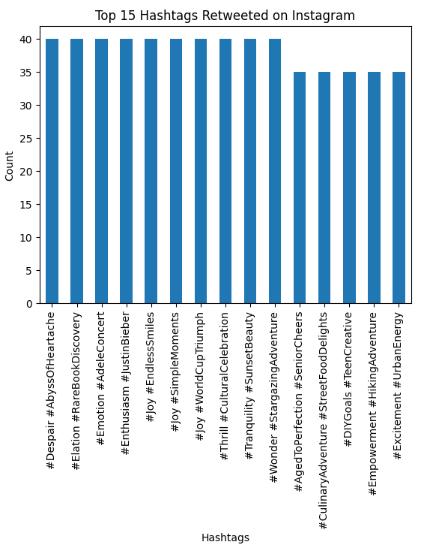 Top 15 Hashtags Retweeted on Instagram
40
35
30
25
20
15
10
5
0
Count
#Despair #AbyssOfHeartache
#Elation #RareBookDiscovery
#Emotion #AdeleConcert
#Enthusiasm #JustinBieber
#Joy #EndlessSmiles
#Joy #SimpleMoments
#Joy #WorldCupTriumph
#Thrill #CulturalCelebration
#Tranquility #SunsetBeauty
#Wonder #StargazingAdventure
#AgedToPerfection #SeniorCheers
#CulinaryAdventure #StreetFoodDelights
#DIYGoals #TeenCreative
#Empowerment #HikingAdventure
#Excitement #UrbanEnergy
Hashtags